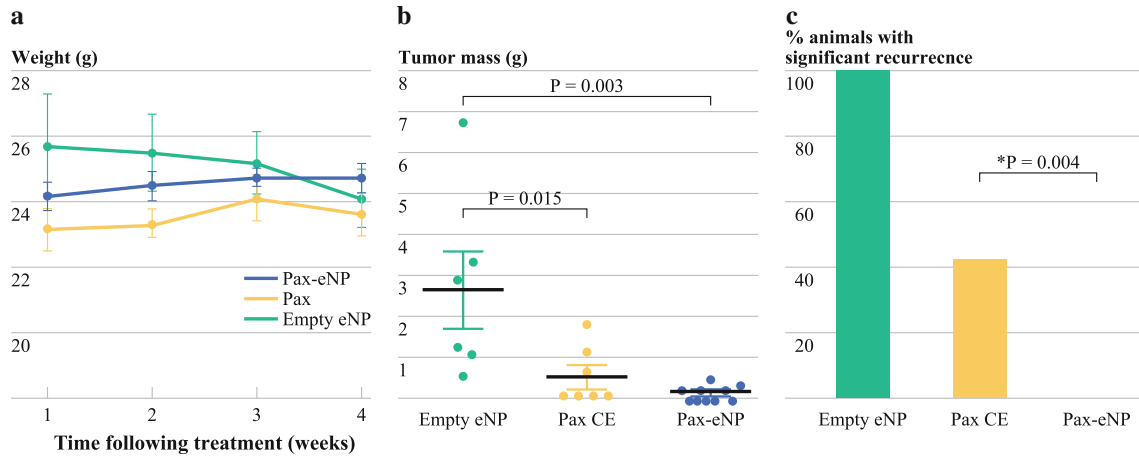 a
Weight (g)
28
26
24
22
20
Pax-eNP
Pax
Empty eNP
1
2
3
4
Time following treatment (weeks)
b
Tumor mass (g)
8
7
6
5
4
3
2
1
P = 0.003
P = 0.015
Empty eNP
Pax CE
Pax-eNP
c
% animals with
significant recurrecnce
100
80
60
40
20
*P = 0.004
Empty eNP
Pax CE
Pax-eNP